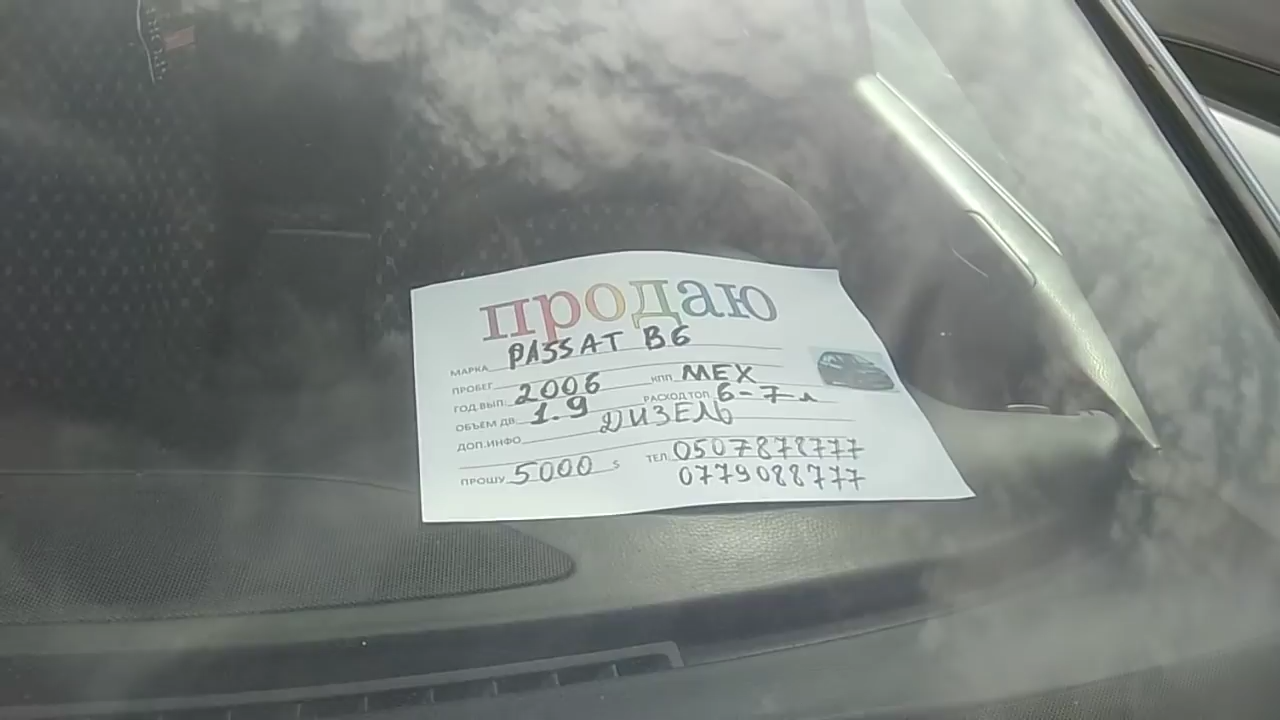 продаю
МАРКА PASSAT B6
ПРОБЕГ КПП МЕХ
ГОД ВЫП. 2006 РАСХОД ТОП. 6-7 л
ОБЪЕМ ДВ. 1.9 ДИЗЕЛЬ
ДОП.ИНФО
ТЕЛ. 0507878777
ПРОШУ 5000 $ 0779088777